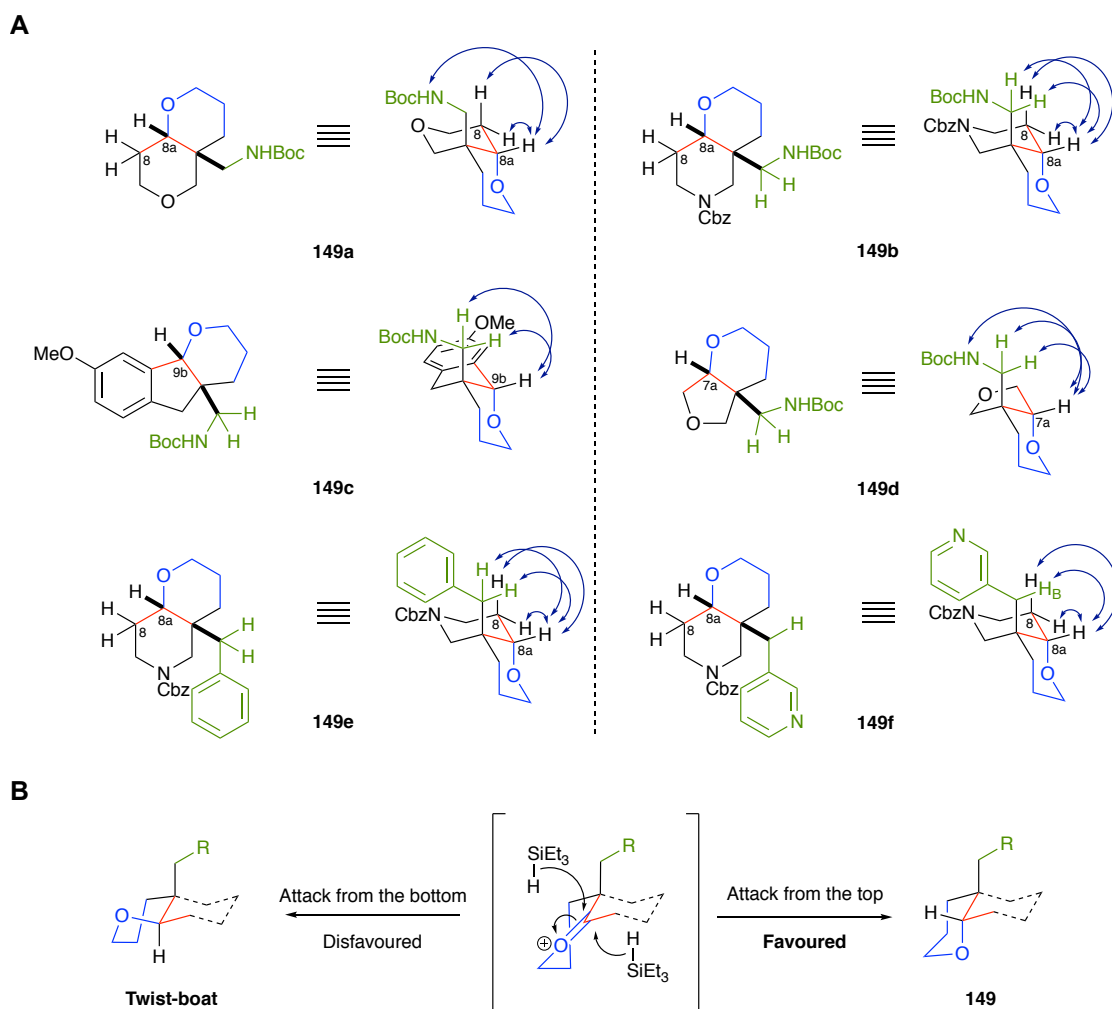 A
O
H
H
H
8
8a
NHBoc
O
149a
BocHN
H
O
H
8
H
8a
O
O
H
H
H
8
8a
NHBoc
N
H
H
Cbz
149b
H
H
BocHN
H
CbzN
H
8
H
8a
O
H
O
MeO
9b
BocHN
H
H
149c
H
OMe
BocHN
H
9b
H
O
O
H
7a
NHBoc
O
H
H
149d
H
BocHN
H
O
H
7a
O
O
H
H
H
8
8a
H
H
N
Cbz
149e
H
H
H
CbzN
H
8
H
8a
O
O
H
H
H
8
8a
H
N
Cbz
N
149f
N
H
H
HB
CbzN
H
8
H
8a
O
B
R
O
H
Twist-boat
Attack from the bottom
Disfavoured
SiEt3
H
R
+
O
H
SiEt3
Attack from the top
Favoured
R
H
O
149